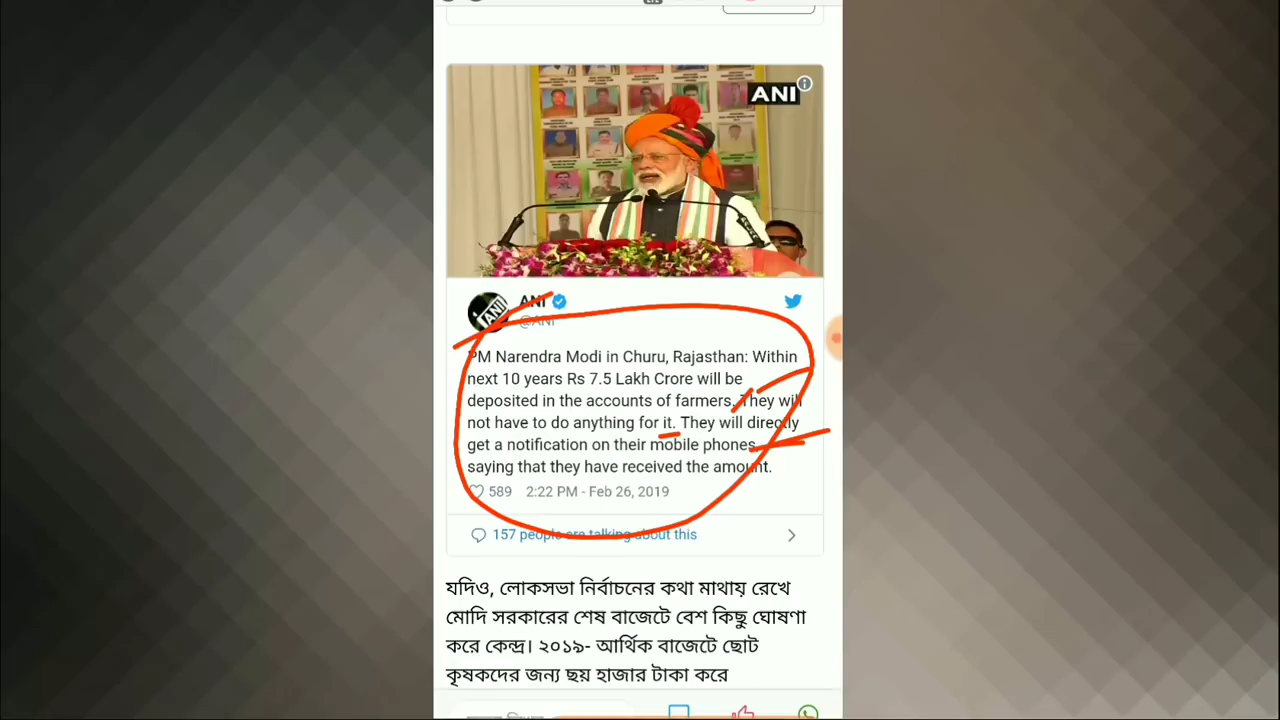 ANI
ANI
ANI
@ANI
PM Narendra Modi in Churu, Rajasthan: Within
next 10 years Rs 7.5 Lakh Crore will be
deposited in the accounts of farmers. They will
not have to do anything for it. They will directly
get a notification on their mobile phones
saying that they have received the amount.
589 2:22 PM - Feb 26, 2019
157 people are talking about this
যদিও, লোকসভা নির্বাচনের কথা মাথায় রেখে
মোদি সরকারের শেষ বাজেটে বেশ কিছু ঘোষণা
করে কেন্দ্র। ২০১৯- আর্থিক বাজেটে ছোট
কৃষকদের জন্য ছয় হাজার টাকা করে